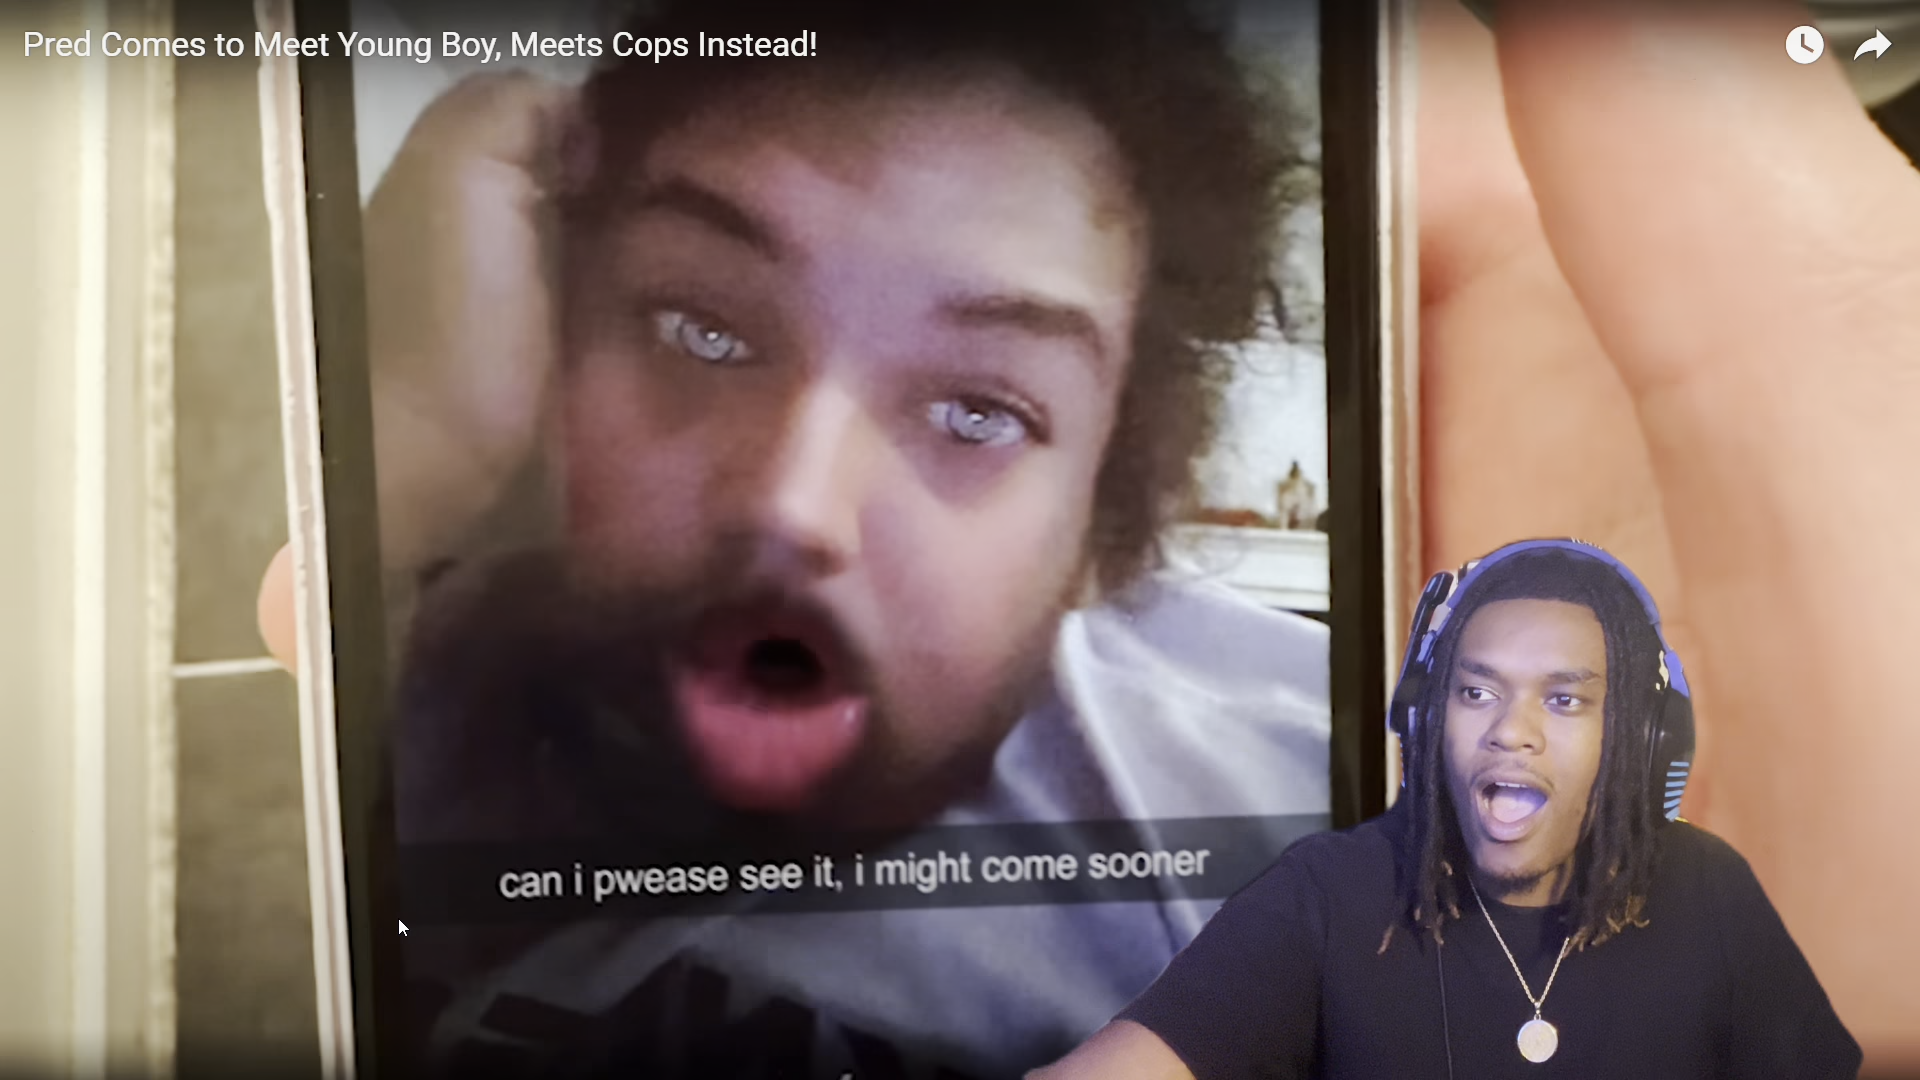 Pred Comes to Meet Young Boy, Meets Cops Instead!
can i pwease see it, i might come sooner